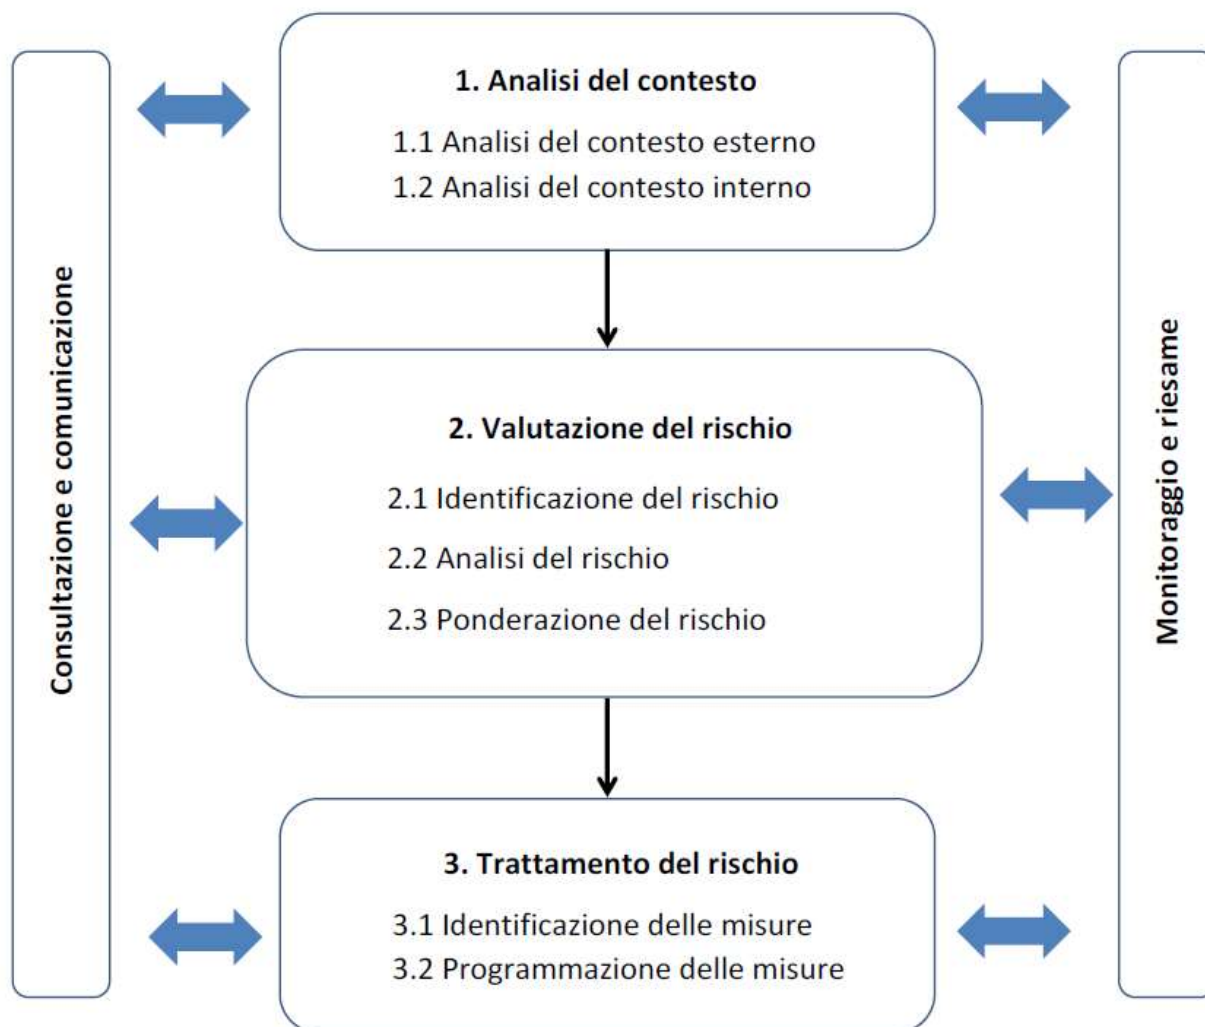 Consultazione e comunicazione
1. Analisi del contesto
1.1 Analisi del contesto esterno
1.2 Analisi del contesto interno
2. Valutazione del rischio
2.1 Identificazione del rischio
2.2 Analisi del rischio
2.3 Ponderazione del rischio
3. Trattamento del rischio
3.1 Identificazione delle misure
3.2 Programmazione delle misure
Monitoraggio e riesame